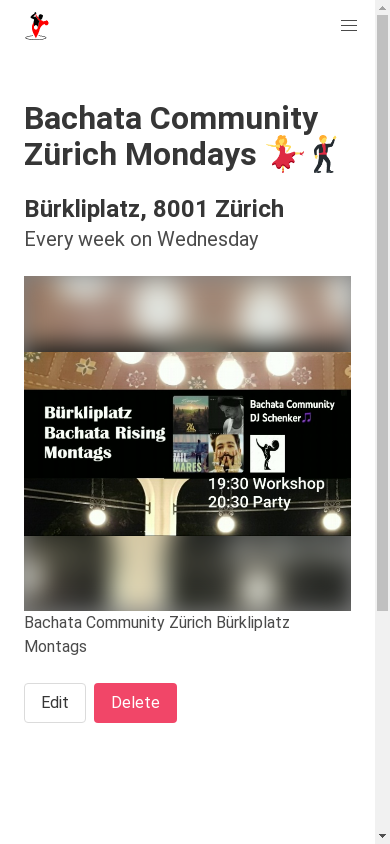 Bachata Community
Zürich Mondays 💃🕺
Bürkliplatz, 8001 Zürich
Every week on Wednesday
Bürkliplatz
Bachata Rising
Montags
Bachata Community
DJ Schenker🎵
MIL
MARES
19:30 Workshop
20:30 Party
Bachata Community Zürich Bürkliplatz
Montags
Edit
Delete